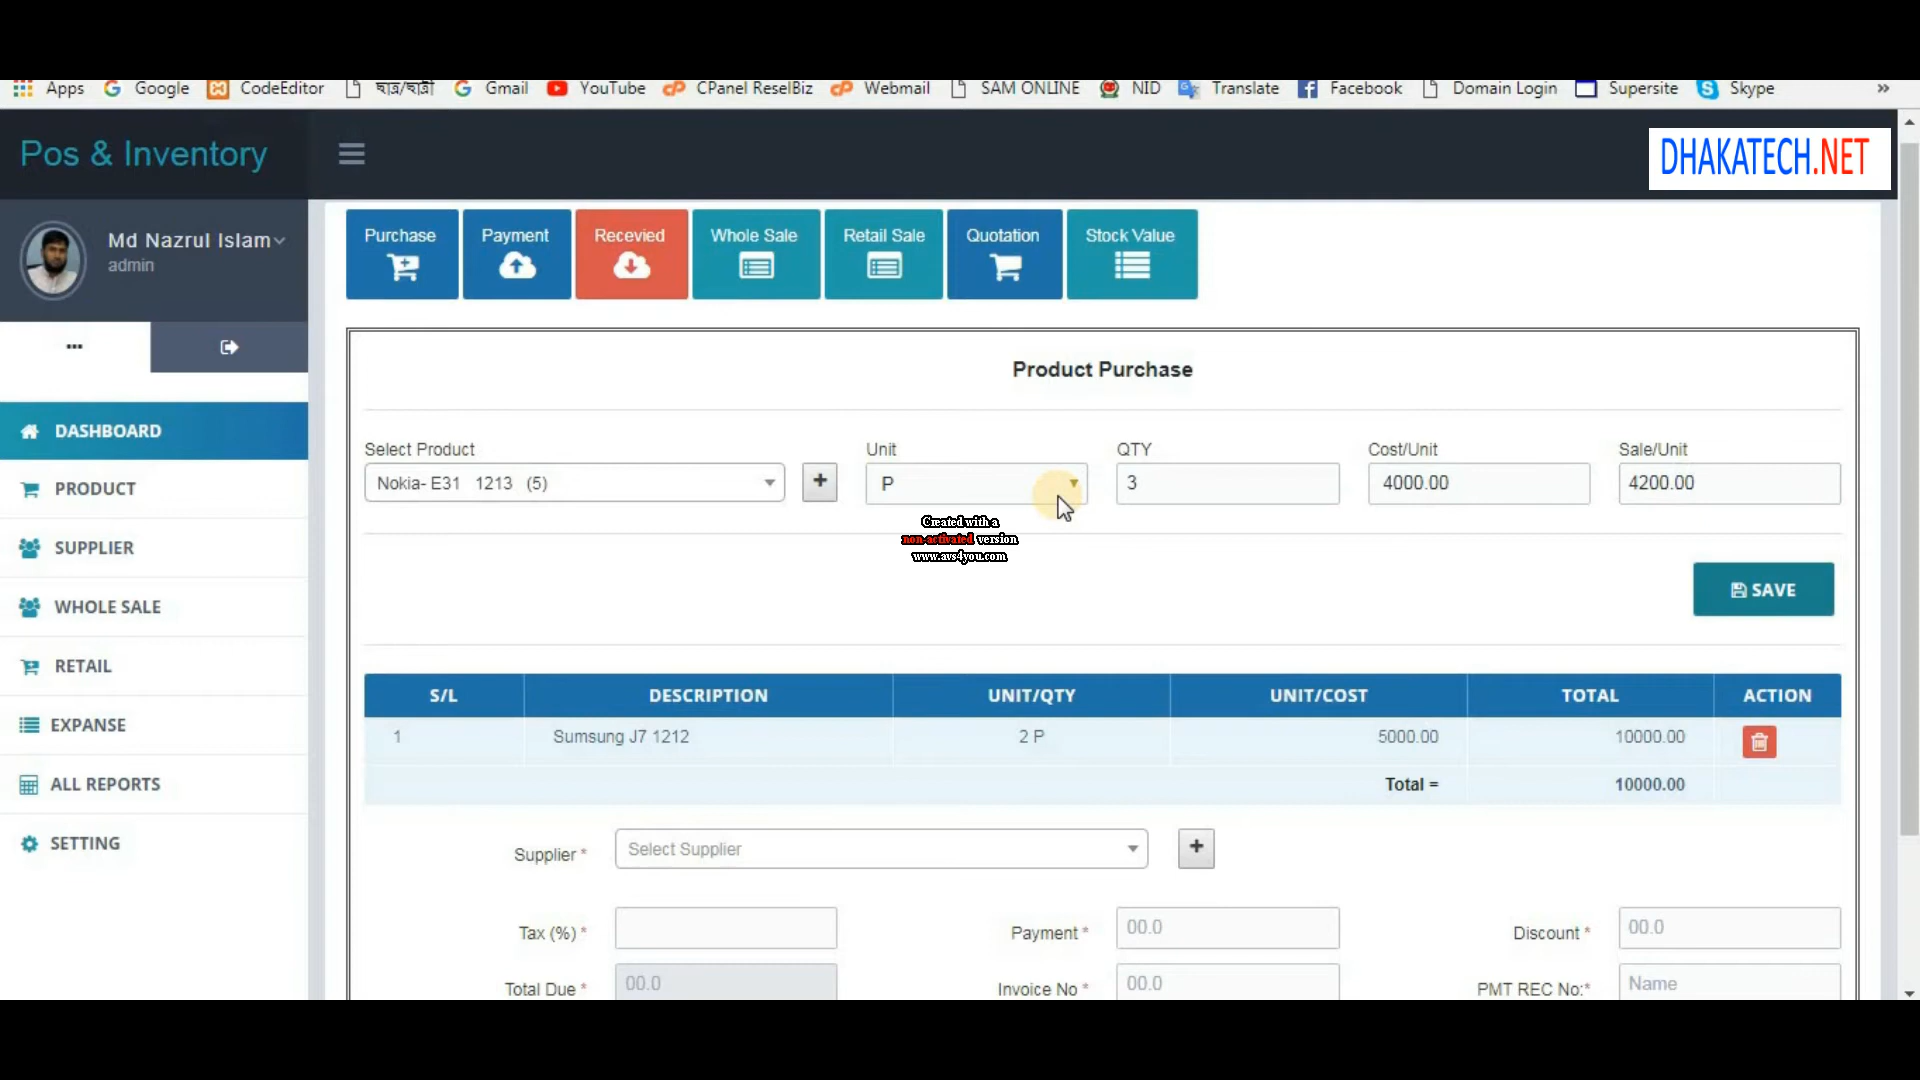 Apps Google CodeEditor ছাত্র/ছাত্রী Gmail YouTube CPanel ReselBiz Webmail SAM ONLINE NID Translate Facebook Domain Login Supersite Skype »
Pos & Inventory
DHAKATECH.NET
Md Nazrul Islam
admin
Purchase Payment Recevied Whole Sale Retail Sale Quotation Stock Value
DASHBOARD
PRODUCT
SUPPLIER
WHOLE SALE
RETAIL
EXPANSE
ALL REPORTS
SETTING
Product Purchase
Select Product Unit QTY Cost/Unit Sale/Unit
Nokia- E31 1213 (5) + P 3 4000.00 4200.00
Created with a
non-activated version
www.avs4you.com
SAVE
S/L DESCRIPTION UNIT/QTY UNIT/COST TOTAL ACTION
1 Sumsung J7 1212 2 P 5000.00 10000.00
Total = 10000.00
Supplier * Select Supplier +
Tax (%) * Payment * 00.0 Discount * 00.0
Total Due * 00.0 Invoice No * 00.0 PMT REC No:* Name